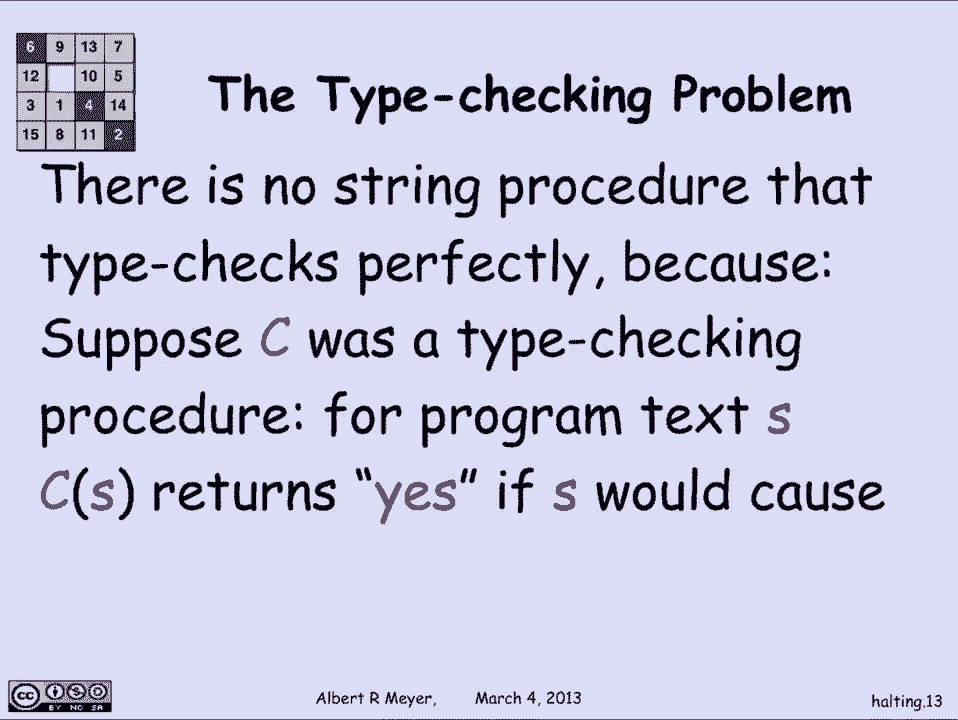 6 9 13 7
12 10 5
3 1 4 14
15 8 11 2
The Type-checking Problem
There is no string procedure that
type-checks perfectly, because:
Suppose C was a type-checking
procedure: for program text s
C(s) returns “yes” if s would cause
cc BY NC SA
Albert R Meyer, March 4, 2013
halting.13